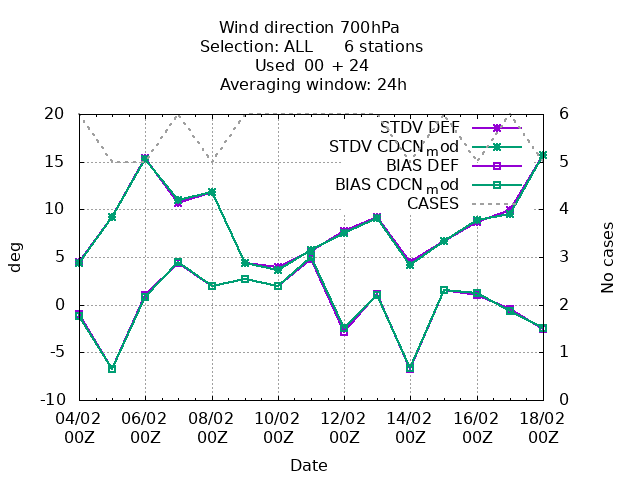 Wind direction 700hPa
Selection: ALL      6 stations
Used  00 + 24
Averaging window: 24h
20 6
STDV DEF
STDV CDCN_mod
15 5
BIAS DEF
BIAS CDCN_mod
CASES
10 4
deg
5 3
No cases
0 2
-5 1
-10 0
04/02 06/02 08/02 10/02 12/02 14/02 16/02 18/02
00Z 00Z 00Z 00Z 00Z 00Z 00Z 00Z
Date